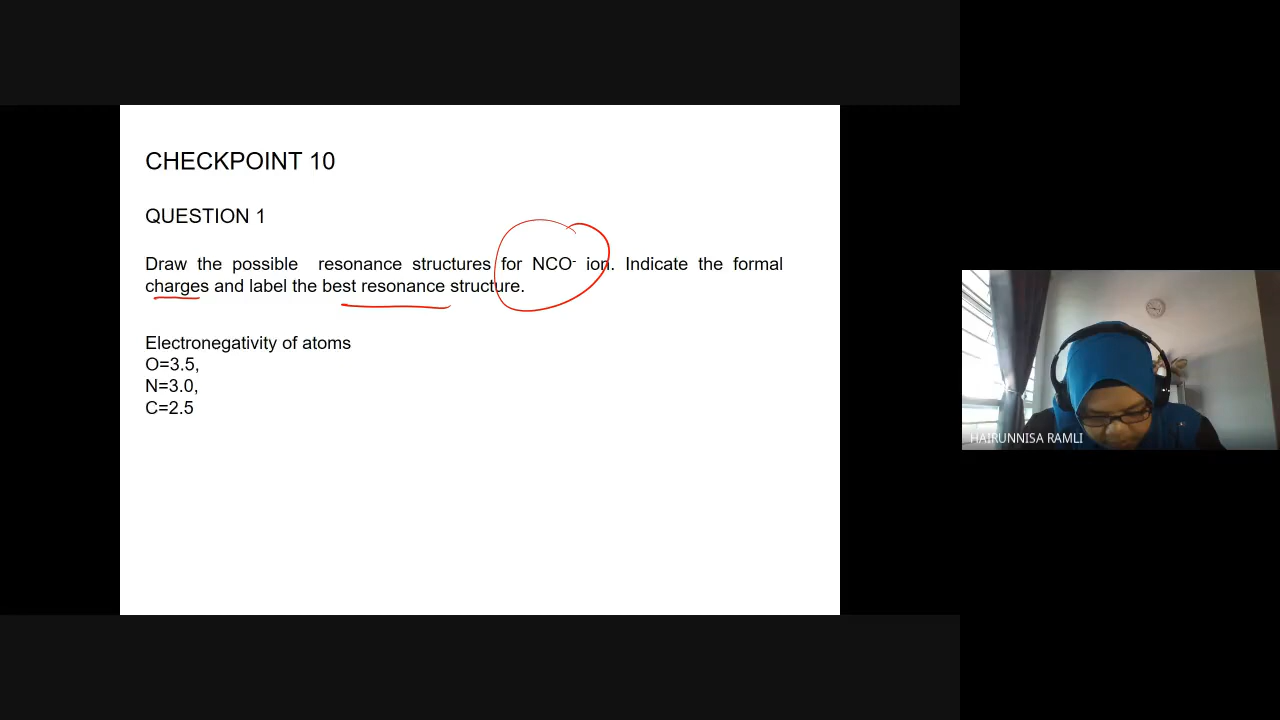 CHECKPOINT 10
QUESTION 1
Draw the possible resonance structures for NCO⁻ ion. Indicate the formal
charges and label the best resonance structure.
Electronegativity of atoms
O=3.5,
N=3.0,
C=2.5
HAIRUNNISA RAMLI